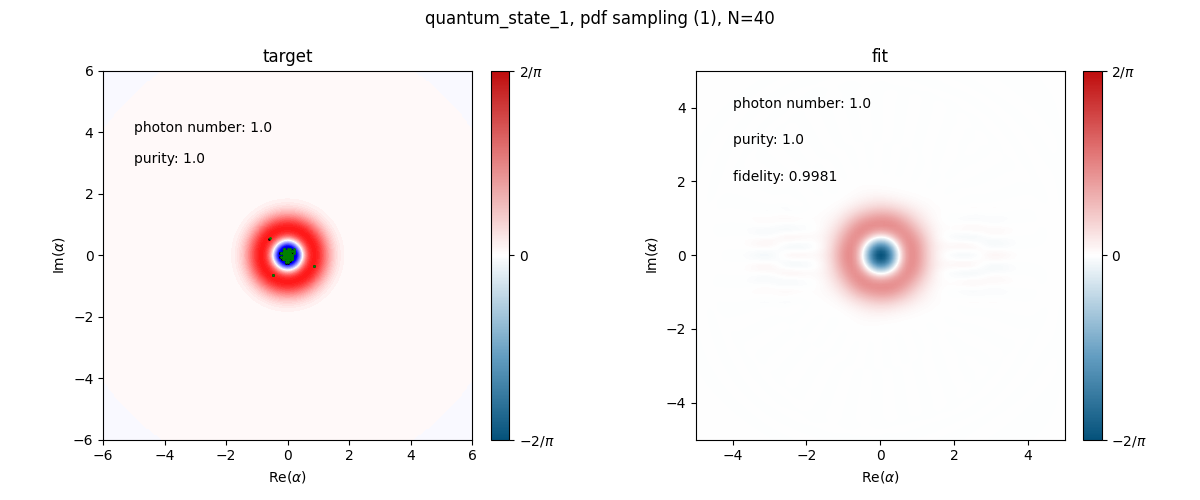 quantum_state_1, pdf sampling (1), N=40
target
fit
photon number: 1.0
purity: 1.0
photon number: 1.0
purity: 1.0
fidelity: 0.9981
6
4
2
0
−2
−4
−6
−6
−4
−2
0
2
4
6
Im(α)
Re(α)
2/π
0
−2/π
4
2
0
−2
−4
−4
−2
0
2
4
Im(α)
Re(α)
2/π
0
−2/π